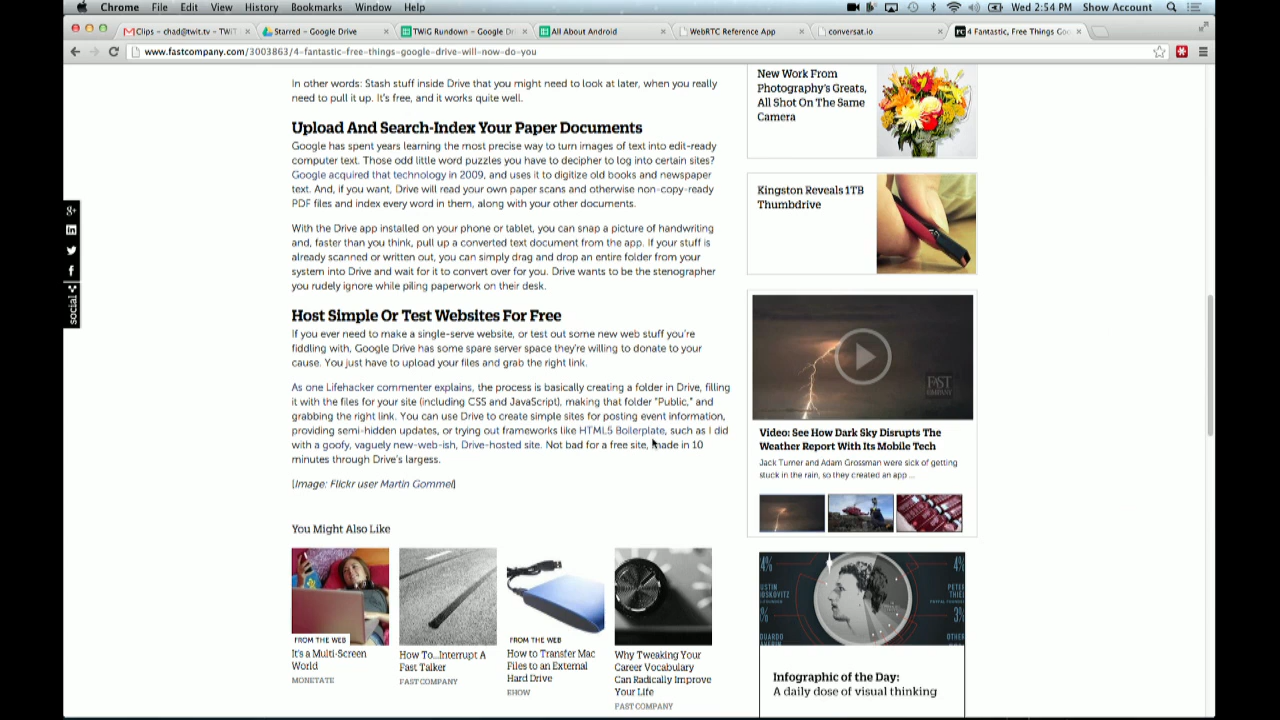 Chrome File Edit View History Bookmarks Window Help
Wed 2:54 PM Show Account
Clips – chad@twit.tv – TWiT
Starred – Google Drive
TWiG Rundown – Google Dr
All About Android
WebRTC Reference App
conversat.io
4 Fantastic, Free Things Goo
www.fastcompany.com/3003863/4-fantastic-free-things-google-drive-will-now-do-you
In other words: Stash stuff inside Drive that you might need to look at later, when you really
need to pull it up. It's free, and it works quite well.
Upload And Search-Index Your Paper Documents
Google has spent years learning the most precise way to turn images of text into edit-ready
computer text. Those odd little word puzzles you have to decipher to log into certain sites?
Google acquired that technology in 2009, and uses it to digitize old books and newspaper
text. And, if you want, Drive will read your own paper scans and otherwise non-copy-ready
PDF files and index every word in them, along with your other documents.
With the Drive app installed on your phone or tablet, you can snap a picture of handwriting
and, faster than you think, pull up a converted text document from the app. If your stuff is
already scanned or written out, you can simply drag and drop an entire folder from your
system into Drive and wait for it to convert over for you. Drive wants to be the stenographer
you rudely ignore while piling paperwork on their desk.
Host Simple Or Test Websites For Free
If you ever need to make a single-serve website, or test out some new web stuff you're
fiddling with, Google Drive has some spare server space they're willing to donate to your
cause. You just have to upload your files and grab the right link.
As one Lifehacker commenter explains, the process is basically creating a folder in Drive, filling
it with the files for your site (including CSS and JavaScript), making that folder "Public," and
grabbing the right link. You can use Drive to create simple sites for posting event information,
providing semi-hidden updates, or trying out frameworks like HTML5 Boilerplate, such as I did
with a goofy, vaguely new-web-ish, Drive-hosted site. Not bad for a free site, made in 10
minutes through Drive's largess.
[Image: Flickr user Martin Gommel]
You Might Also Like
FROM THE WEB
It's a Multi-Screen
World
MONETATE
How To...Interrupt A
Fast Talker
FAST COMPANY
FROM THE WEB
How to Transfer Mac
Files to an External
Hard Drive
EHOW
Why Tweaking Your
Career Vocabulary
Can Radically Improve
Your Life
FAST COMPANY
social
New Work From
Photography's Greats,
All Shot On The Same
Camera
Kingston Reveals 1TB
Thumbdrive
FAST
COMPANY
Video: See How Dark Sky Disrupts The
Weather Report With Its Mobile Tech
Jack Turner and Adam Grossman were sick of getting
stuck in the rain, so they created an app ...
4%
4%
PETER
3%
OTHER
Infographic of the Day:
A daily dose of visual thinking